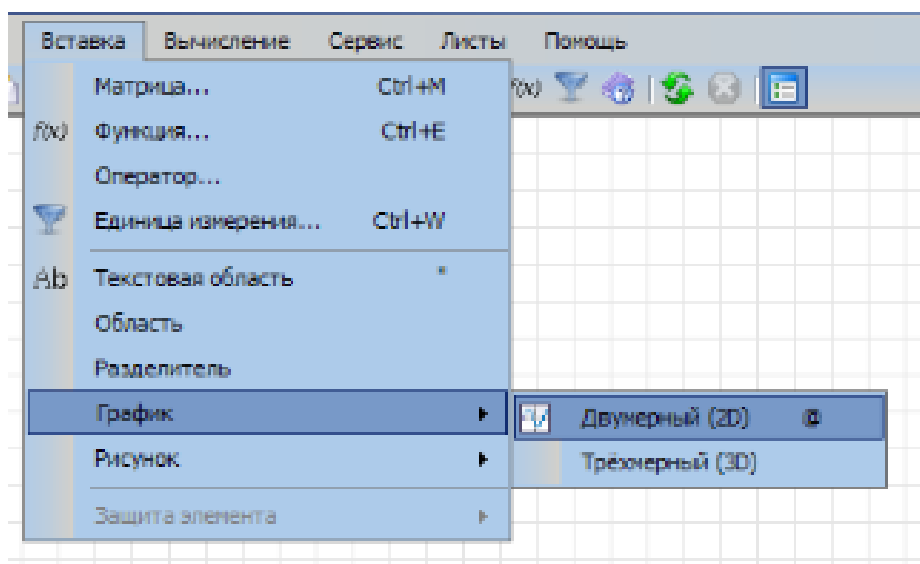 Вставка Вычисление Сервис Листы Помощь
Матрица... Ctrl+M
f(x)
f(x) Функция... Ctrl+E
Оператор...
Единица измерения... Ctrl+W
Ab Текстовая область "
Область
Разделитель
График
Двумерный (2D) @
Рисунок
Трёхмерный (3D)
Защита элемента